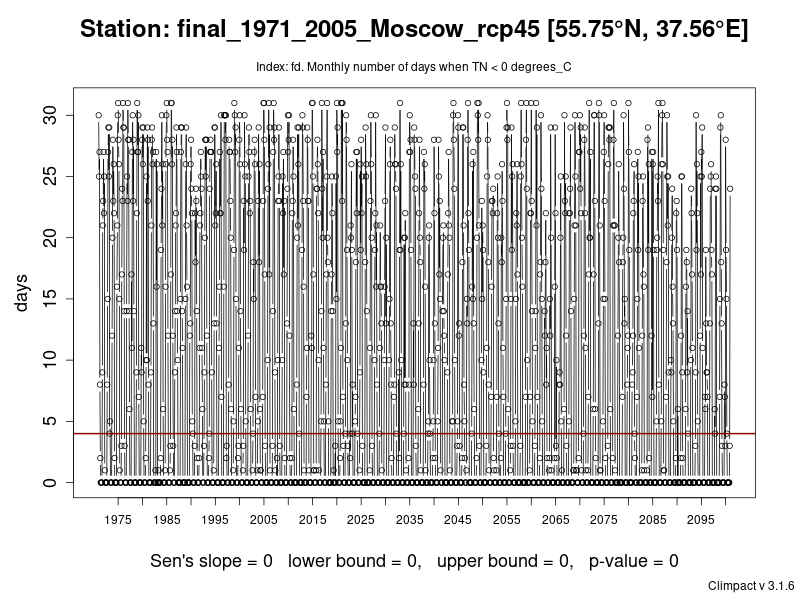 Station: final_1971_2005_Moscow_rcp45 [55.75°N, 37.56°E]
Index: fd. Monthly number of days when TN < 0 degrees_C
30
25
20
15
10
5
0
days
1975 1985 1995 2005 2015 2025 2035 2045 2055 2065 2075 2085 2095
Sen's slope = 0 lower bound = 0, upper bound = 0, p-value = 0
Climpact v 3.1.6